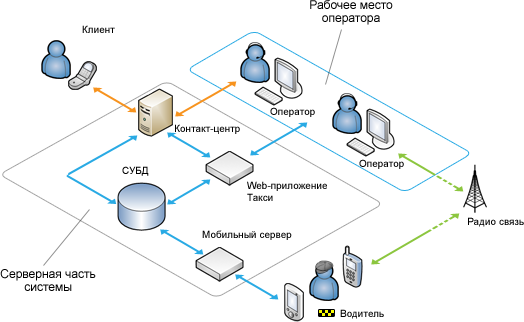 Рабочее место
оператора
Клиент
Оператор
Контакт-центр
Оператор
СУБД
Web-приложение
Такси
Радио связь
Мобильный сервер
Серверная часть
системы
Водитель